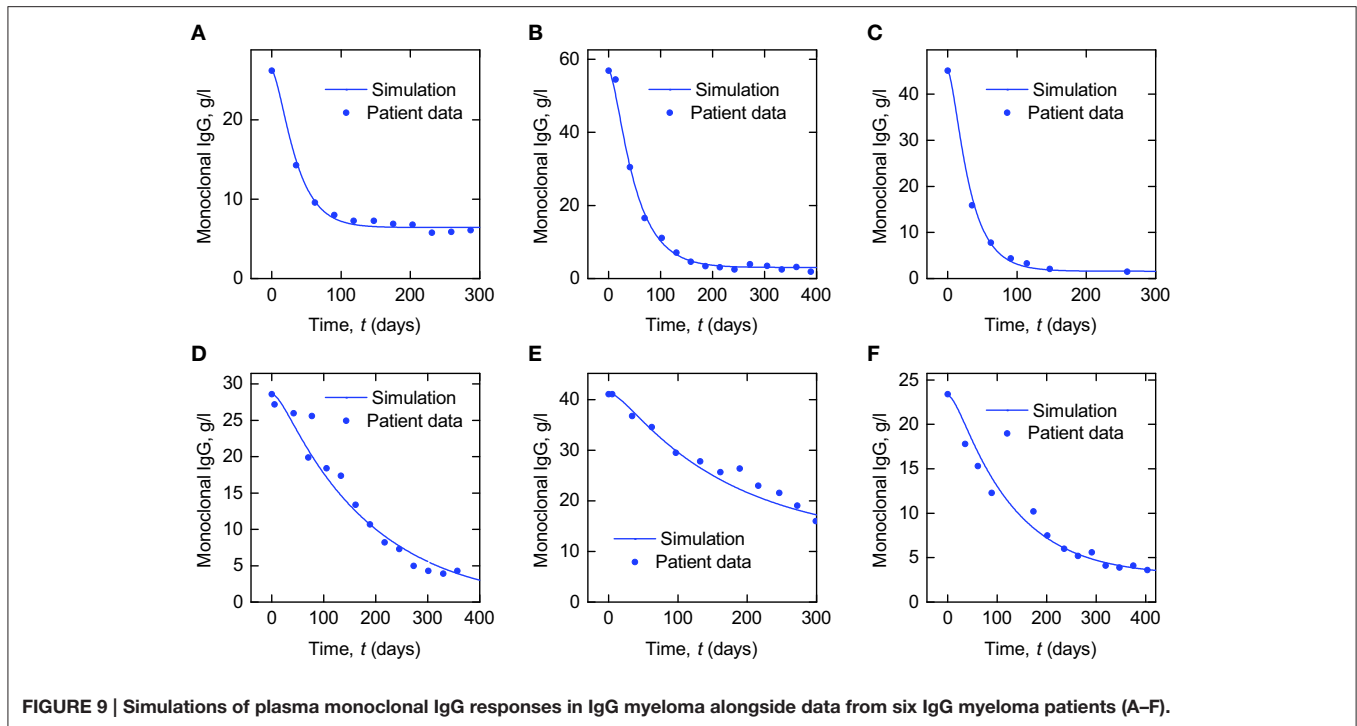 A
Monoclonal IgG, g/l
20
10
0
Simulation
Patient data
0 100 200 300
Time, t (days)
B
Monoclonal IgG, g/l
60
40
20
0
Simulation
Patient data
0 100 200 300 400
Time, t (days)
C
Monoclonal IgG, g/l
40
30
20
10
0
Simulation
Patient data
0 100 200 300
Time, t (days)
D
Monoclonal IgG, g/l
30
25
20
15
10
5
0
Simulation
Patient data
0 100 200 300 400
Time, t (days)
E
Monoclonal IgG, g/l
40
30
20
10
0
Simulation
Patient data
0 100 200 300
Time, t (days)
F
Monoclonal IgG, g/l
25
20
15
10
5
0
Simulation
Patient data
0 100 200 300 400
Time, t (days)
FIGURE 9 | Simulations of plasma monoclonal IgG responses in IgG myeloma alongside data from six IgG myeloma patients (A–F).